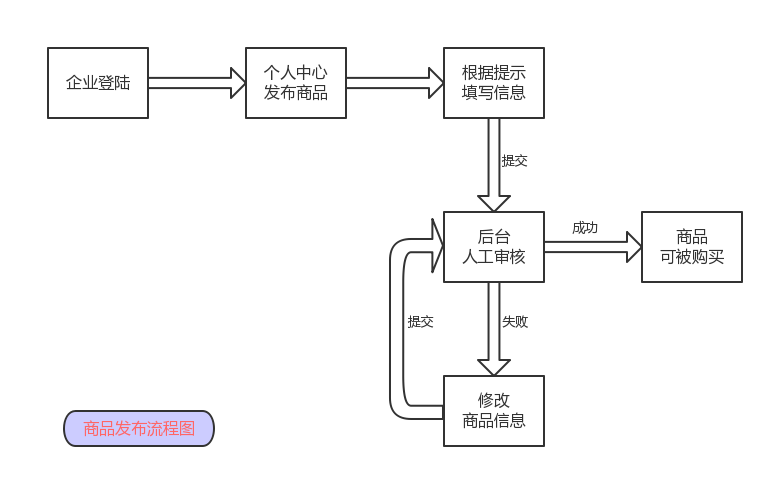 企业登陆
个人中心
发布商品
根据提示
填写信息
提交
后台
人工审核
成功
商品
可被购买
提交
失败
修改
商品信息
商品发布流程图